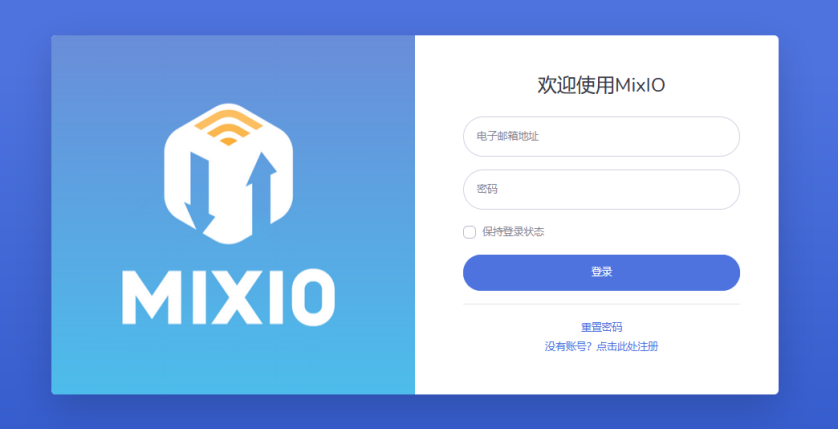 MIXIO
欢迎使用MixIO
电子邮箱地址
密码
保持登录状态
登录
重置密码
没有账号？点击此处注册